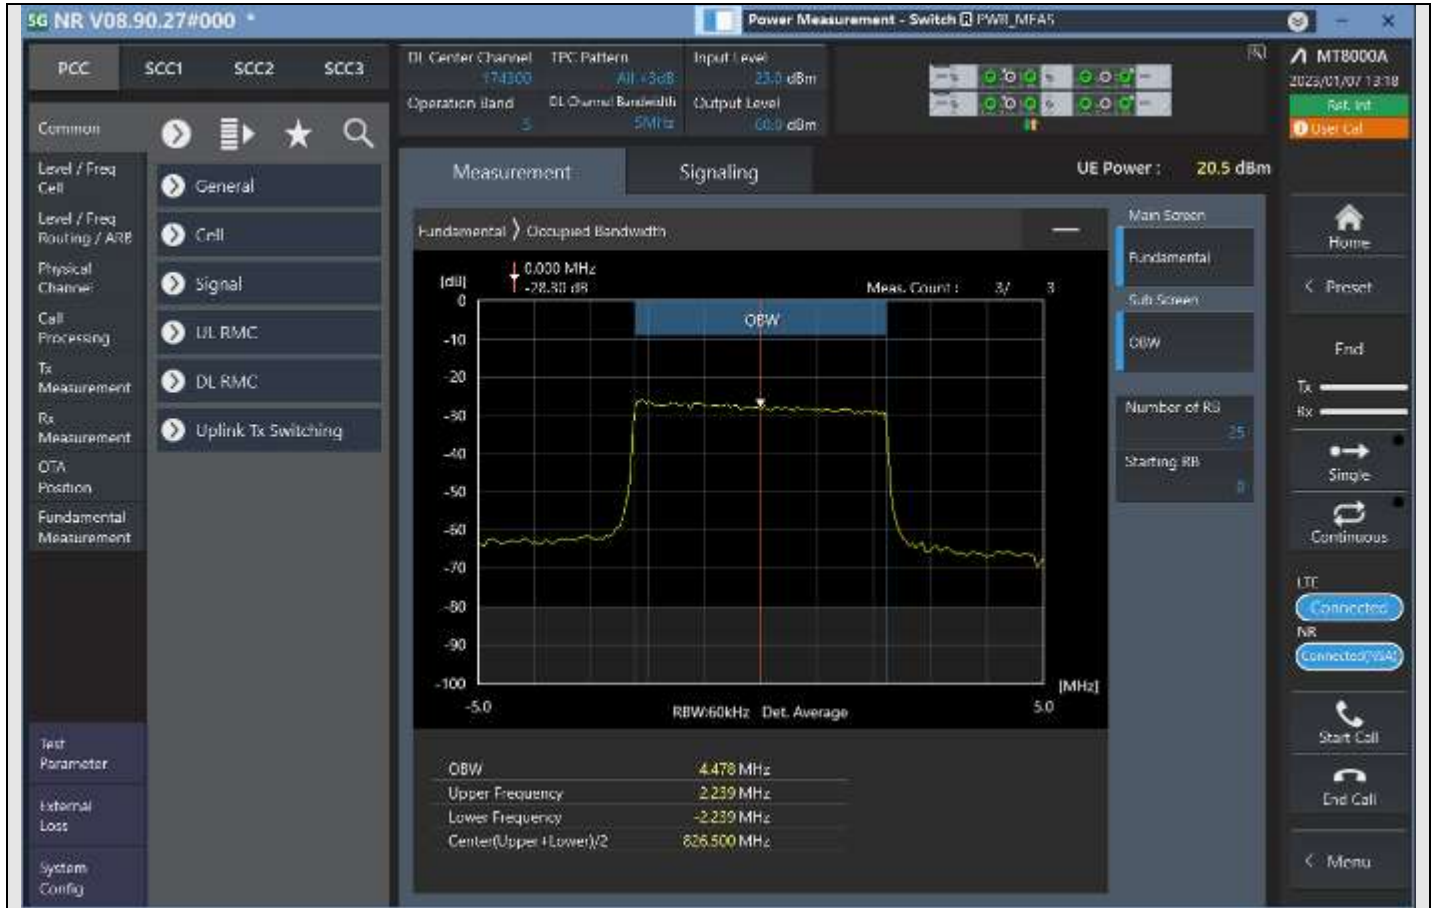 SG NR V08.90.27#000 *
Power Measurement - Switch R PWR_MEAS
PCC SCC1 SCC2 SCC3
DL Center Channel 174300
TPC Pattern All +3dB
Input Level 23.0 dBm
Operation Band 5
DL Channel Bandwidth 5MHz
Output Level dBm
MT8000A
2023/01/07 13:18
Ref. Int
User Cal
Common
Level / Freq
Cell
Level / Freq
Routing / ARB
Physical
Channel
Call
Processing
Tx
Measurement
Rx
Measurement
OTA
Position
Fundamental
Measurement
Test
Parameter
External
Loss
System
Config
General
Cell
Signal
UL RMC
DL RMC
Uplink Tx Switching
Measurement Signaling
UE Power : 20.5 dBm
Fundamental Occupied Bandwidth
[dB]
0.000 MHz
-28.30 dB
Meas. Count : 3/ 3
OBW
0
-10
-20
-30
-40
-50
-60
-70
-80
-90
-100
-5.0
5.0
[MHz]
RBW:60kHz Det. Average
OBW 4.478 MHz
Upper Frequency 2.239 MHz
Lower Frequency -2.239 MHz
Center(Upper+Lower)/2 826.500 MHz
Main Screen
Fundamental
Sub Screen
OBW
Number of RB
25
Starting RB
0
Home
Preset
End
Tx
Rx
Single
Continuous
LTE
Connected
NR
Connected(NSA)
Start Call
End Call
Menu